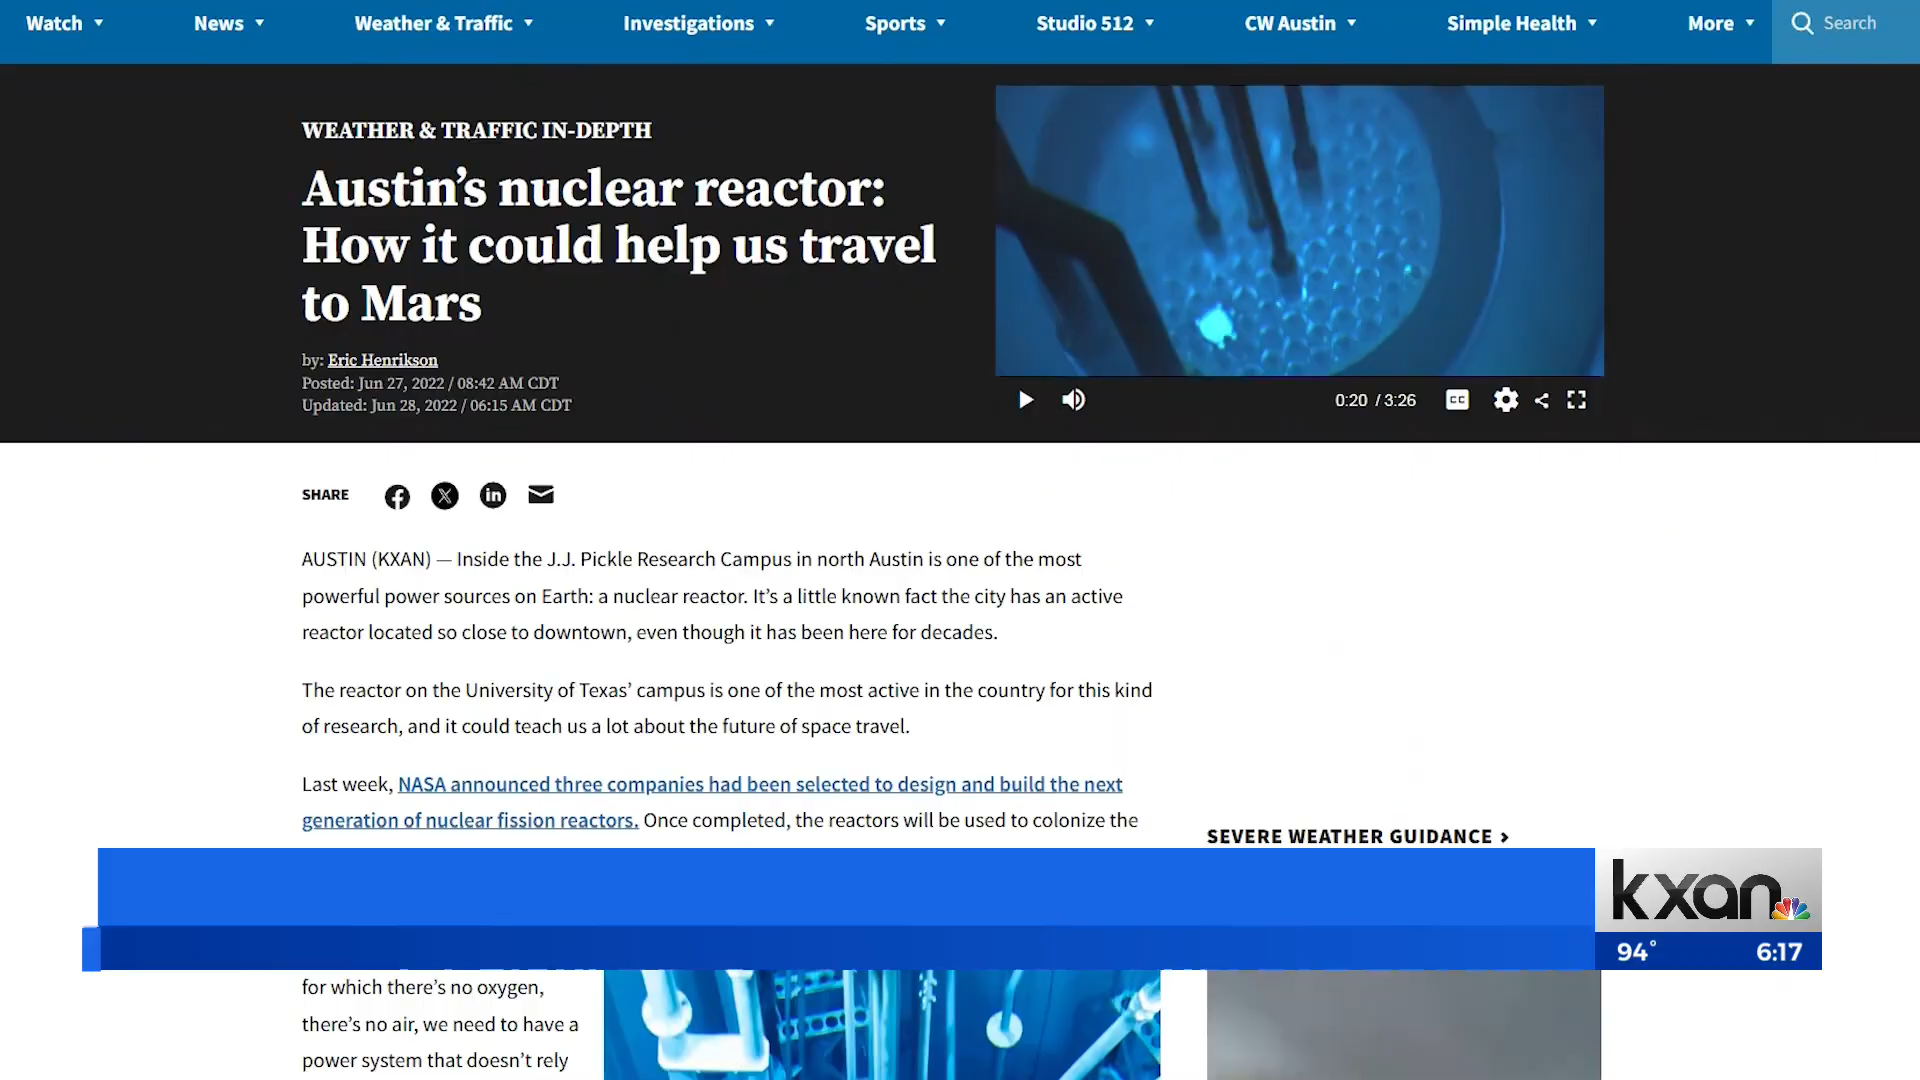 Watch
News
Weather & Traffic
Investigations
Sports
Studio 512
CW Austin
Simple Health
More
Search
WEATHER & TRAFFIC IN-DEPTH
Austin’s nuclear reactor:
How it could help us travel
to Mars
by: Eric Henrikson
Posted: Jun 27, 2022 / 08:42 AM CDT
Updated: Jun 28, 2022 / 06:15 AM CDT
0:20 / 3:26
CC
SHARE
AUSTIN (KXAN) — Inside the J.J. Pickle Research Campus in north Austin is one of the most
powerful power sources on Earth: a nuclear reactor. It’s a little known fact the city has an active
reactor located so close to downtown, even though it has been here for decades.
The reactor on the University of Texas’ campus is one of the most active in the country for this kind
of research, and it could teach us a lot about the future of space travel.
Last week, NASA announced three companies had been selected to design and build the next
generation of nuclear fission reactors. Once completed, the reactors will be used to colonize the
SEVERE WEATHER GUIDANCE >
kxan
94° 6:17
for which there’s no oxygen,
there’s no air, we need to have a
power system that doesn’t rely